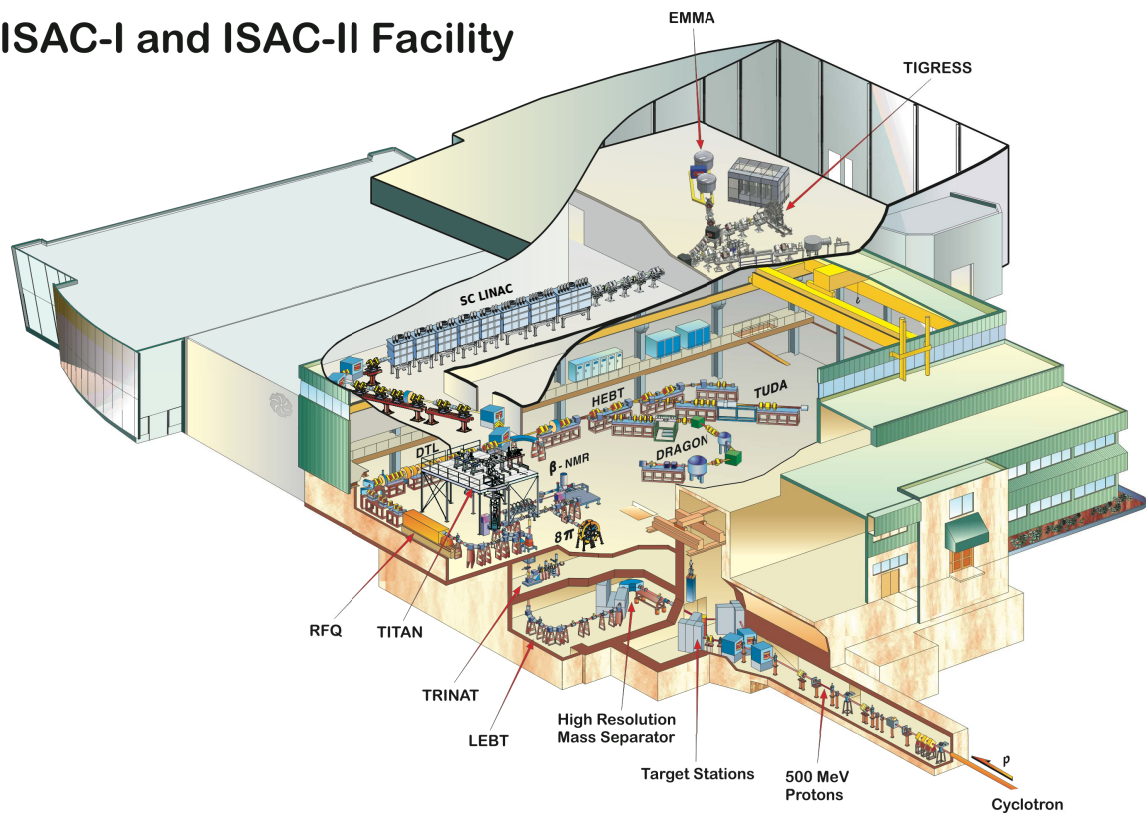 ISAC-I and ISAC-II Facility
EMMA
TIGRESS
SC LINAC
HEBT
TUDA
DTL
DRAGON
β - NMR
8π
RFQ
TITAN
TRINAT
LEBT
High Resolution
Mass Separator
Target Stations
500 MeV
Protons
p
Cyclotron